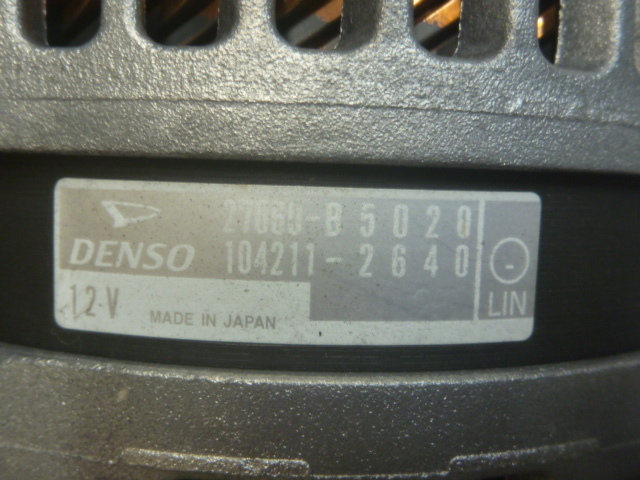 27060-B5020
DENSO 104211-2640
12V MADE IN JAPAN
LIN